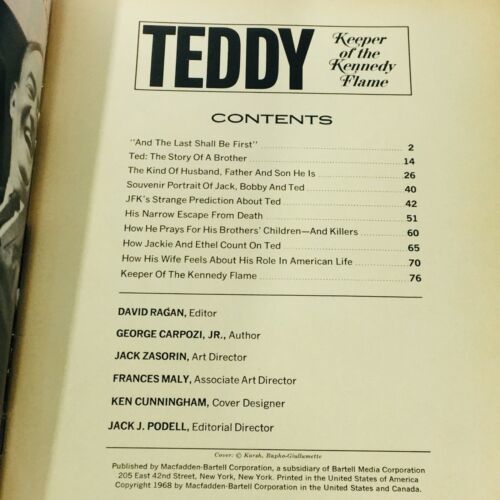 TEDDY
Keeper
of the
Kennedy
Flame
CONTENTS
"And The Last Shall Be First" 2
Ted: The Story Of A Brother 14
The Kind Of Husband, Father And Son He Is 26
Souvenir Portrait Of Jack, Bobby And Ted 40
JFK's Strange Prediction About Ted 42
His Narrow Escape From Death 51
How He Prays For His Brothers' Children—And Killers 60
How Jackie And Ethel Count On Ted 65
How His Wife Feels About His Role In American Life 70
Keeper Of The Kennedy Flame 76
DAVID RAGAN, Editor
GEORGE CARPOZI, JR., Author
JACK ZASORIN, Art Director
FRANCES MALY, Associate Art Director
KEN CUNNINGHAM, Cover Designer
JACK J. PODELL, Editorial Director
Cover: © Karsh, Rapho-Guillumette
Published by Macfadden-Bartell Corporation, a subsidiary of Bartell Media Corporation
205 East 42nd Street, New York, New York. Printed in the United States of America
Copyright 1968 by Macfadden-Bartell Corporation in the United States and Canada.